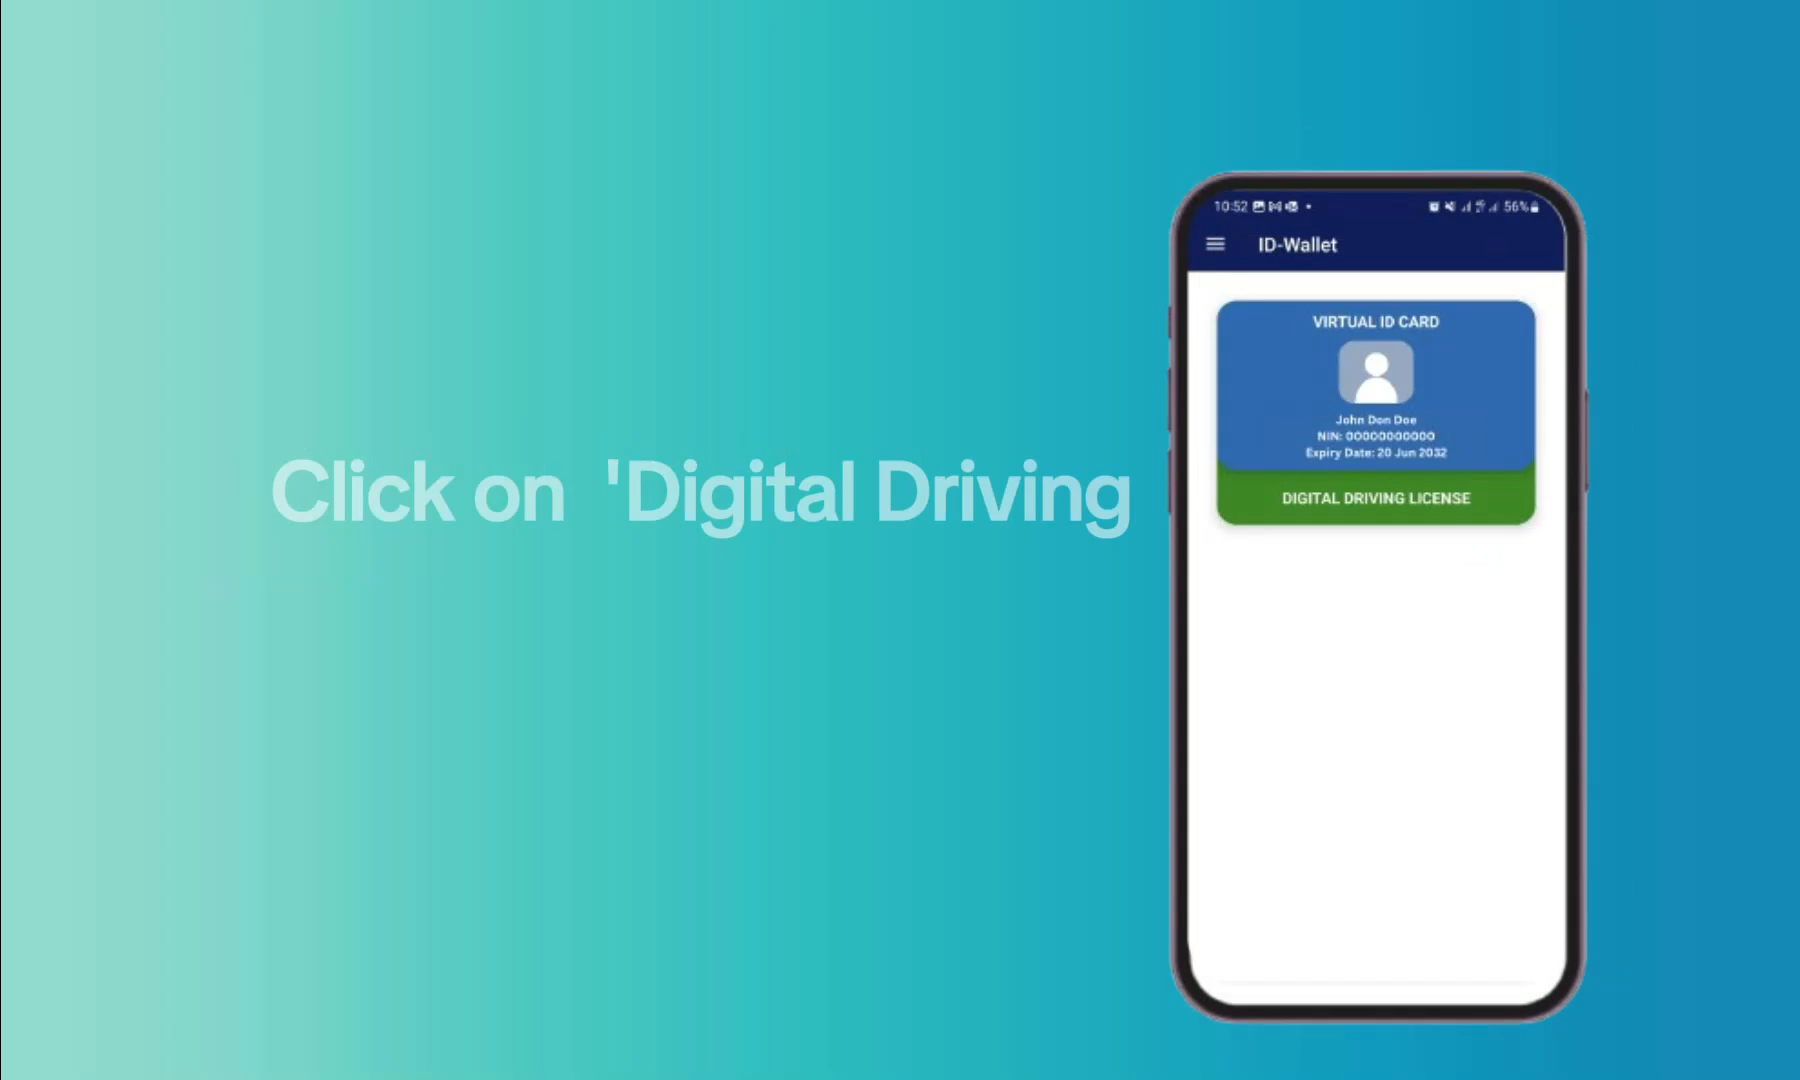 Click on 'Digital Driving
10:52 56%
ID-Wallet
VIRTUAL ID CARD
John Don Doe
NIN: 00000000000
Expiry Date: 20 Jun 2032
DIGITAL DRIVING LICENSE